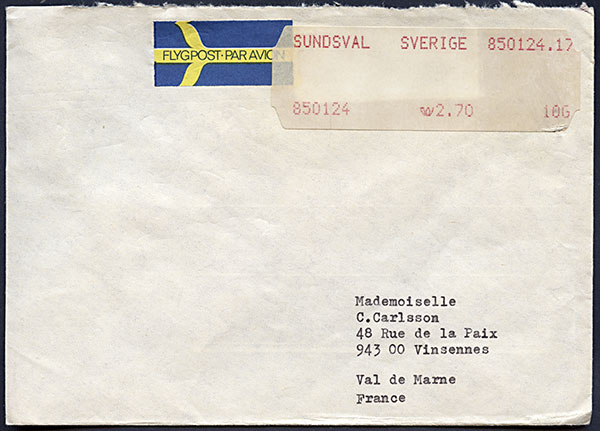 FLYGPOST·PAR AVION
SUNDSVAL SVERIGE 850124.17
850124 2.70 10G
Mademoiselle
C.Carlsson
48 Rue de la Paix
943 00 Vinsennes
Val de Marne
France